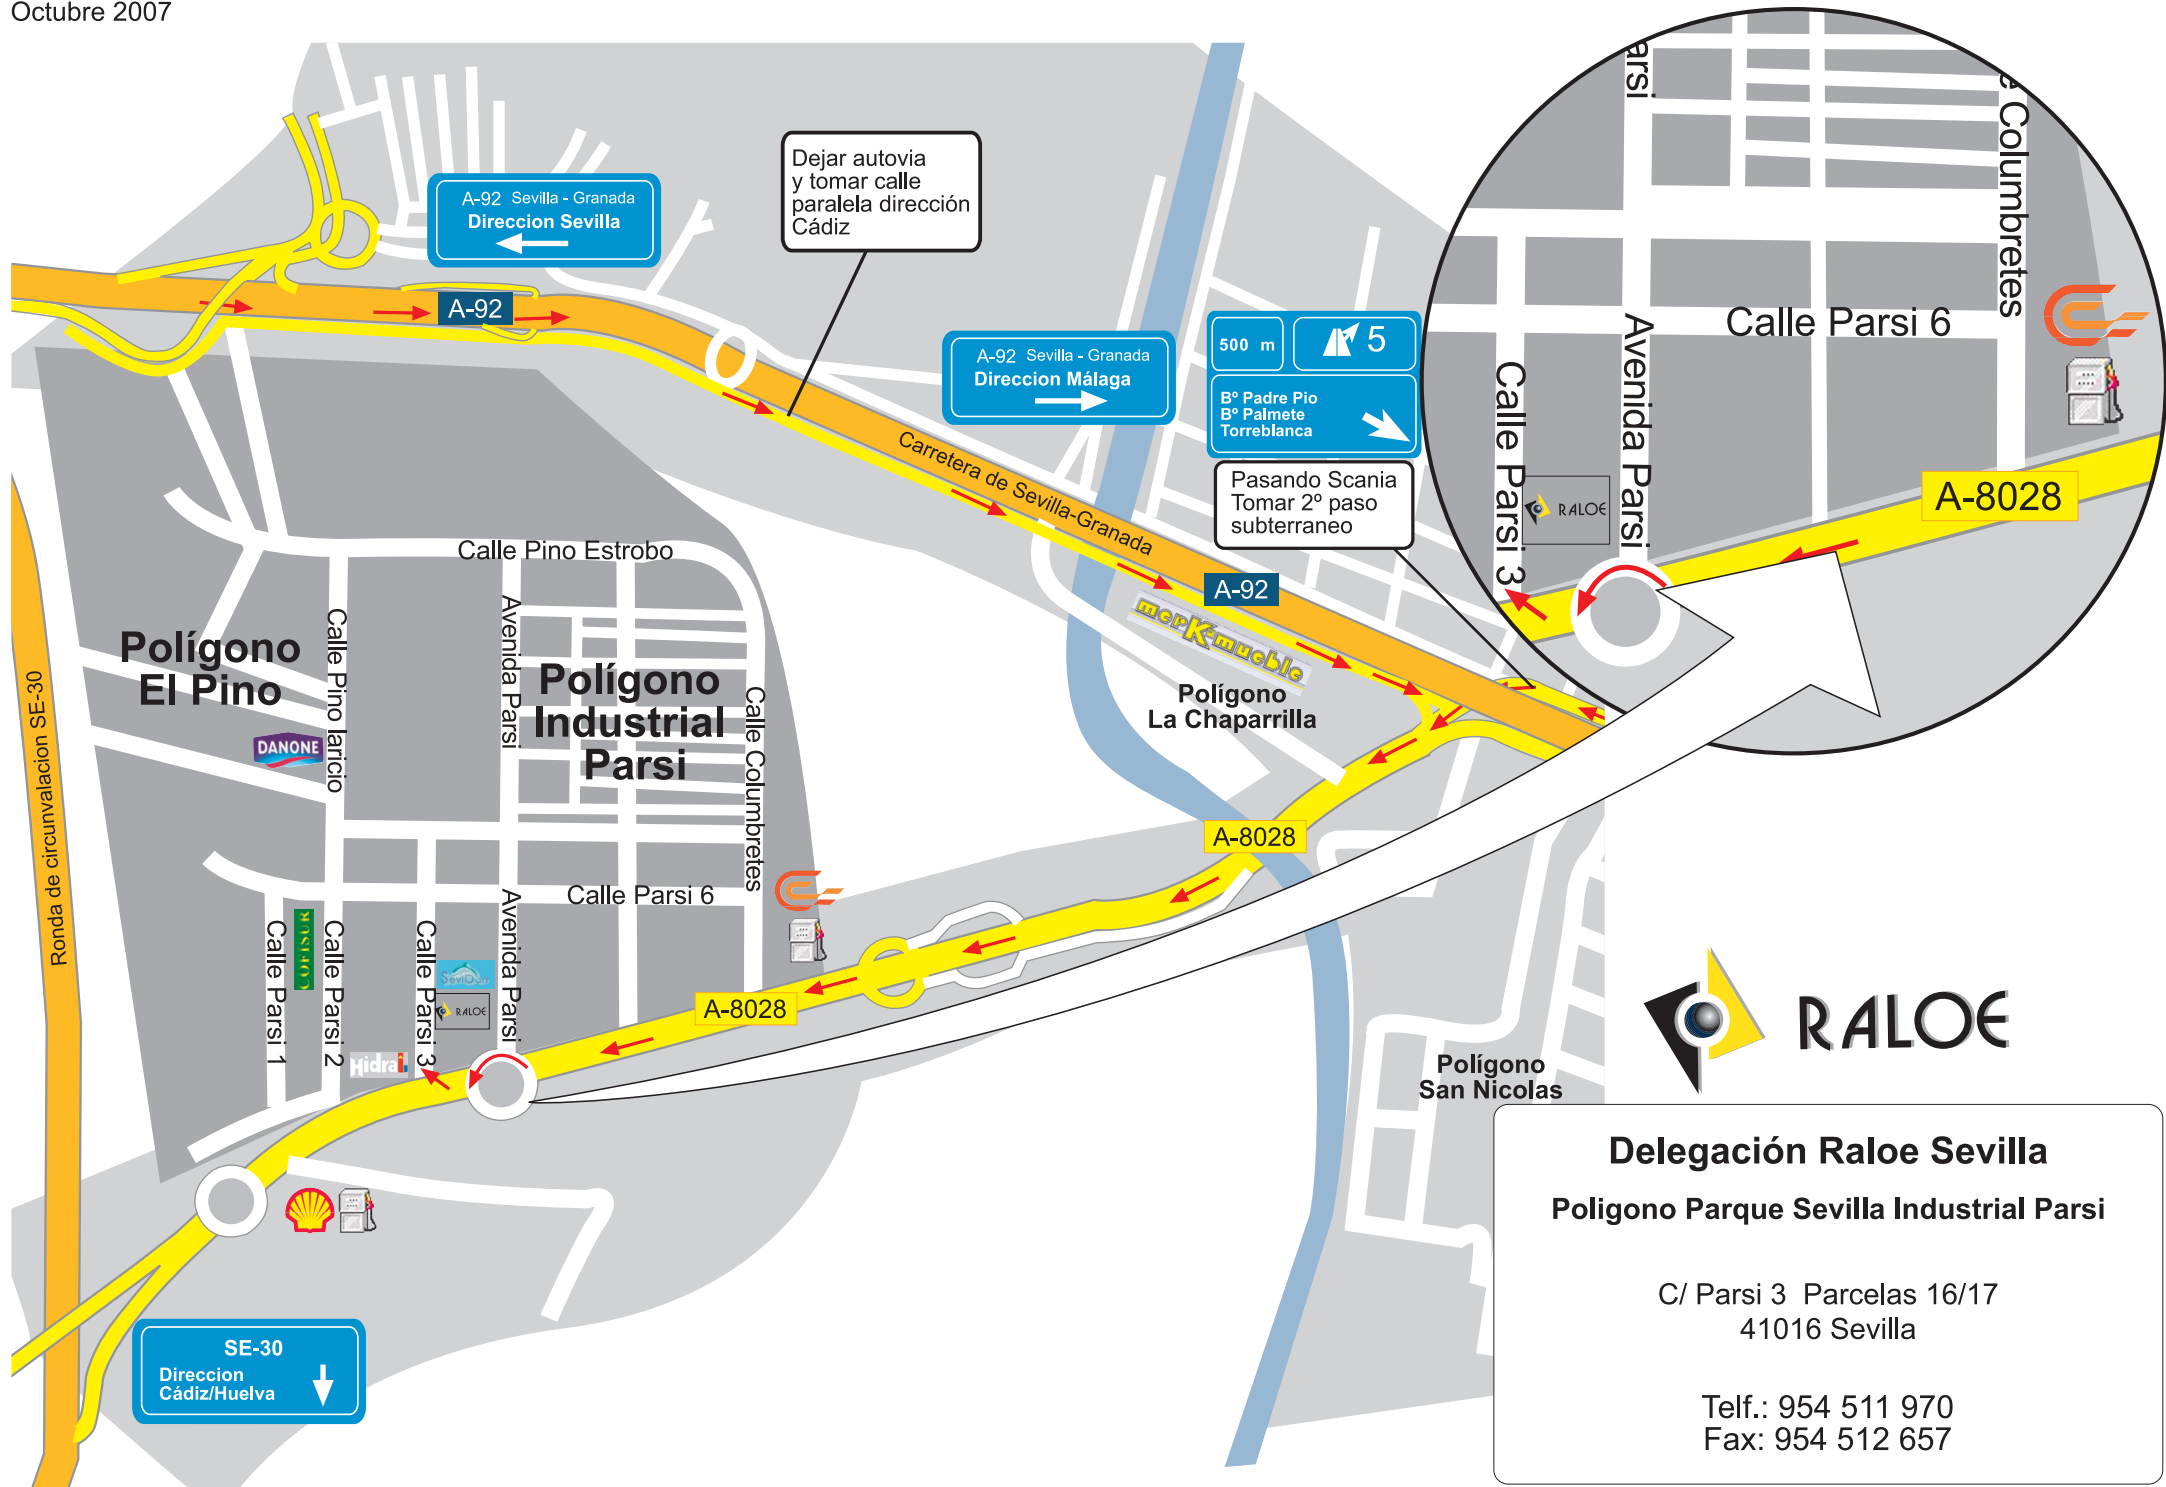 Octubre 2007
A-92 Sevilla - Granada
Direccion Sevilla
Dejar autovia
y tomar calle
paralela dirección
Cádiz
A-92
A-92 Sevilla - Granada
Direccion Málaga
500 m
5
Bº Padre Pio
Bº Palmete
Torreblanca
Pasando Scania
Tomar 2º paso
subterraneo
Carretera de Sevilla-Granada
A-92
merKamueble
Polígono
La Chaparrilla
arsi
e Columbretes
Calle Parsi 6
Avenida Parsi
Calle Parsi 3
RALOE
A-8028
Calle Pino Estrobo
Polígono
El Pino
Calle Pino laricio
Avenida Parsi
Polígono
Industrial
Parsi
Calle Columbretes
DANONE
Ronda de circunvalacion SE-30
A-8028
Calle Parsi 6
Calle Parsi 1
COFISUR
Calle Parsi 2
Calle Parsi 3
Avenida Parsi
RALOE
Hidral
A-8028
Polígono
San Nicolas
RALOE
SE-30
Direccion
Cádiz/Huelva
Delegación Raloe Sevilla
Poligono Parque Sevilla Industrial Parsi
C/ Parsi 3 Parcelas 16/17
41016 Sevilla
Telf.: 954 511 970
Fax: 954 512 657